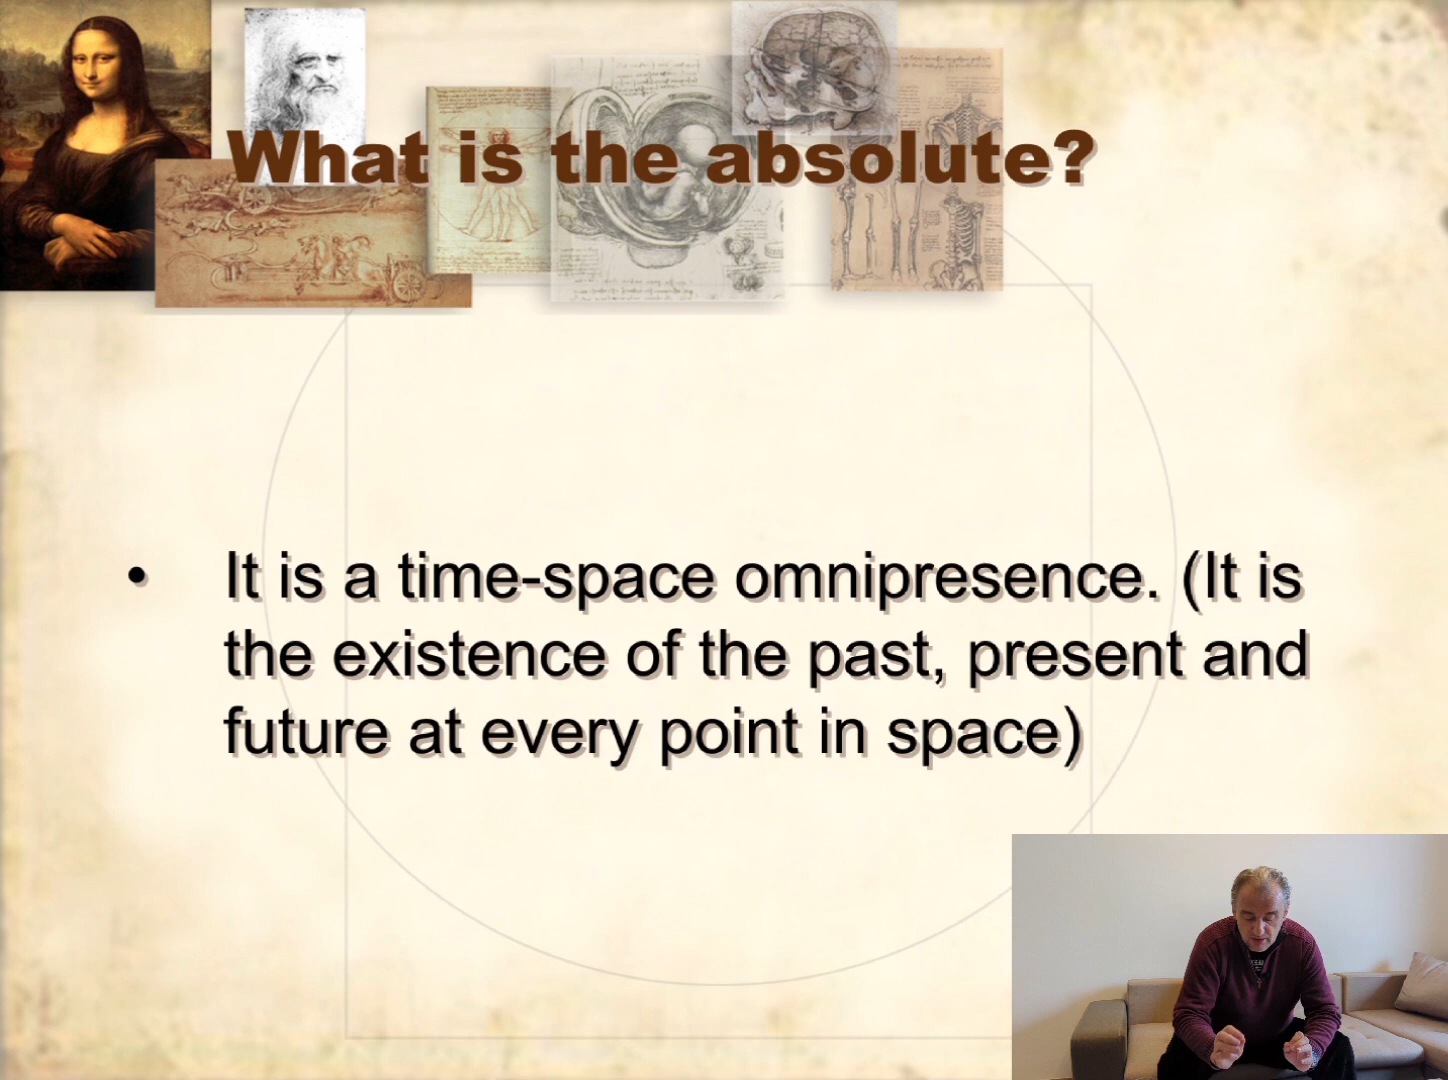 What is the absolute?
• It is a time-space omnipresence. (It is
the existence of the past, present and
future at every point in space)